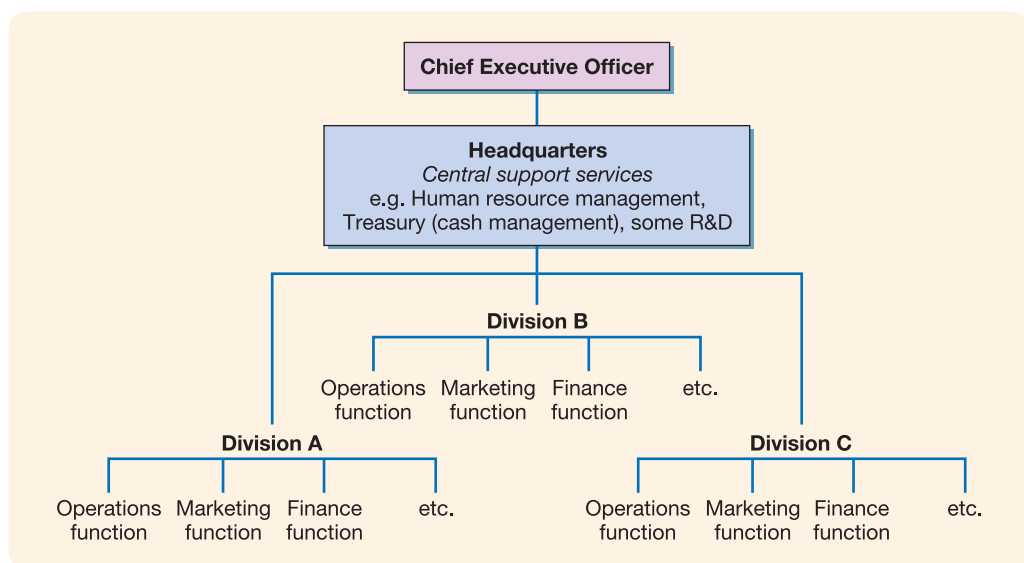 Chief Executive Officer
Headquarters
Central support services
e.g. Human resource management,
Treasury (cash management), some R&D
Division B
Operations function
Marketing function
Finance function
etc.
Division A
Operations function
Marketing function
Finance function
etc.
Division C
Operations function
Marketing function
Finance function
etc.